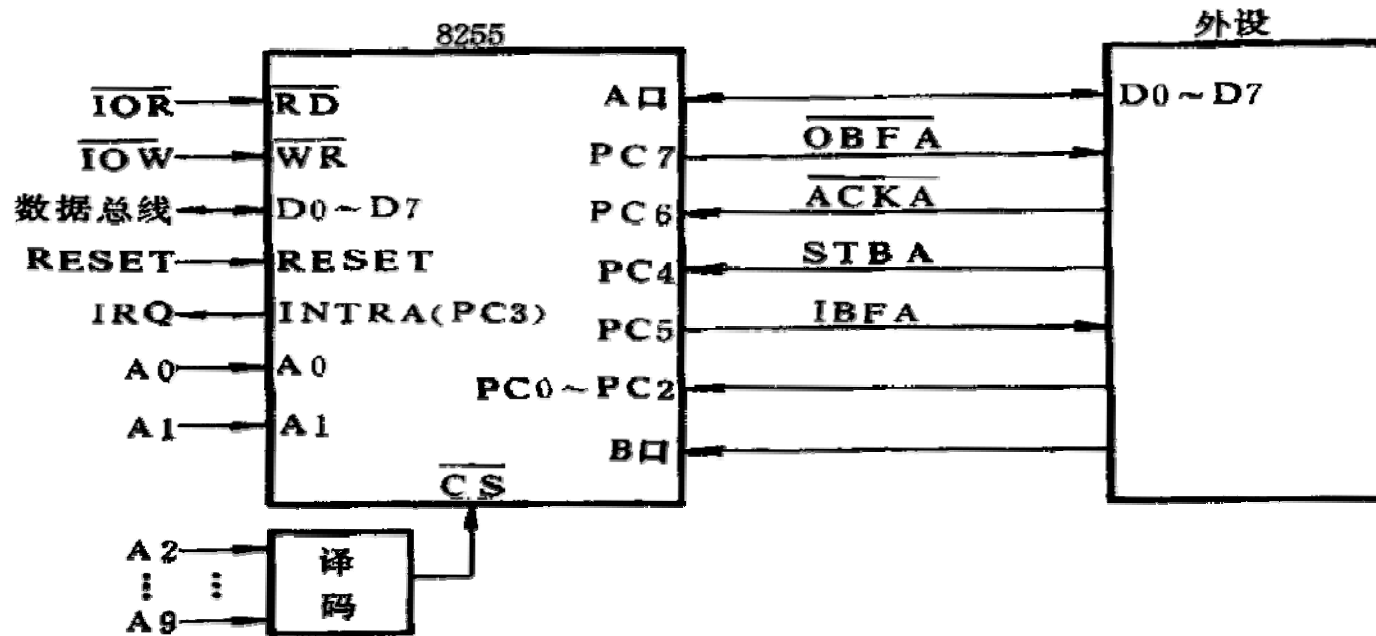 8255
外设
IOR
RD
A口
D0~D7
IOW
WR
PC7
OBFA
数据总线
D0~D7
PC6
ACKA
RESET
RESET
PC4
STBA
IRQ
INTRA(PC3)
PC5
IBFA
A0
A0
PC0~PC2
A1
A1
B口
CS
A2
译
码
A9